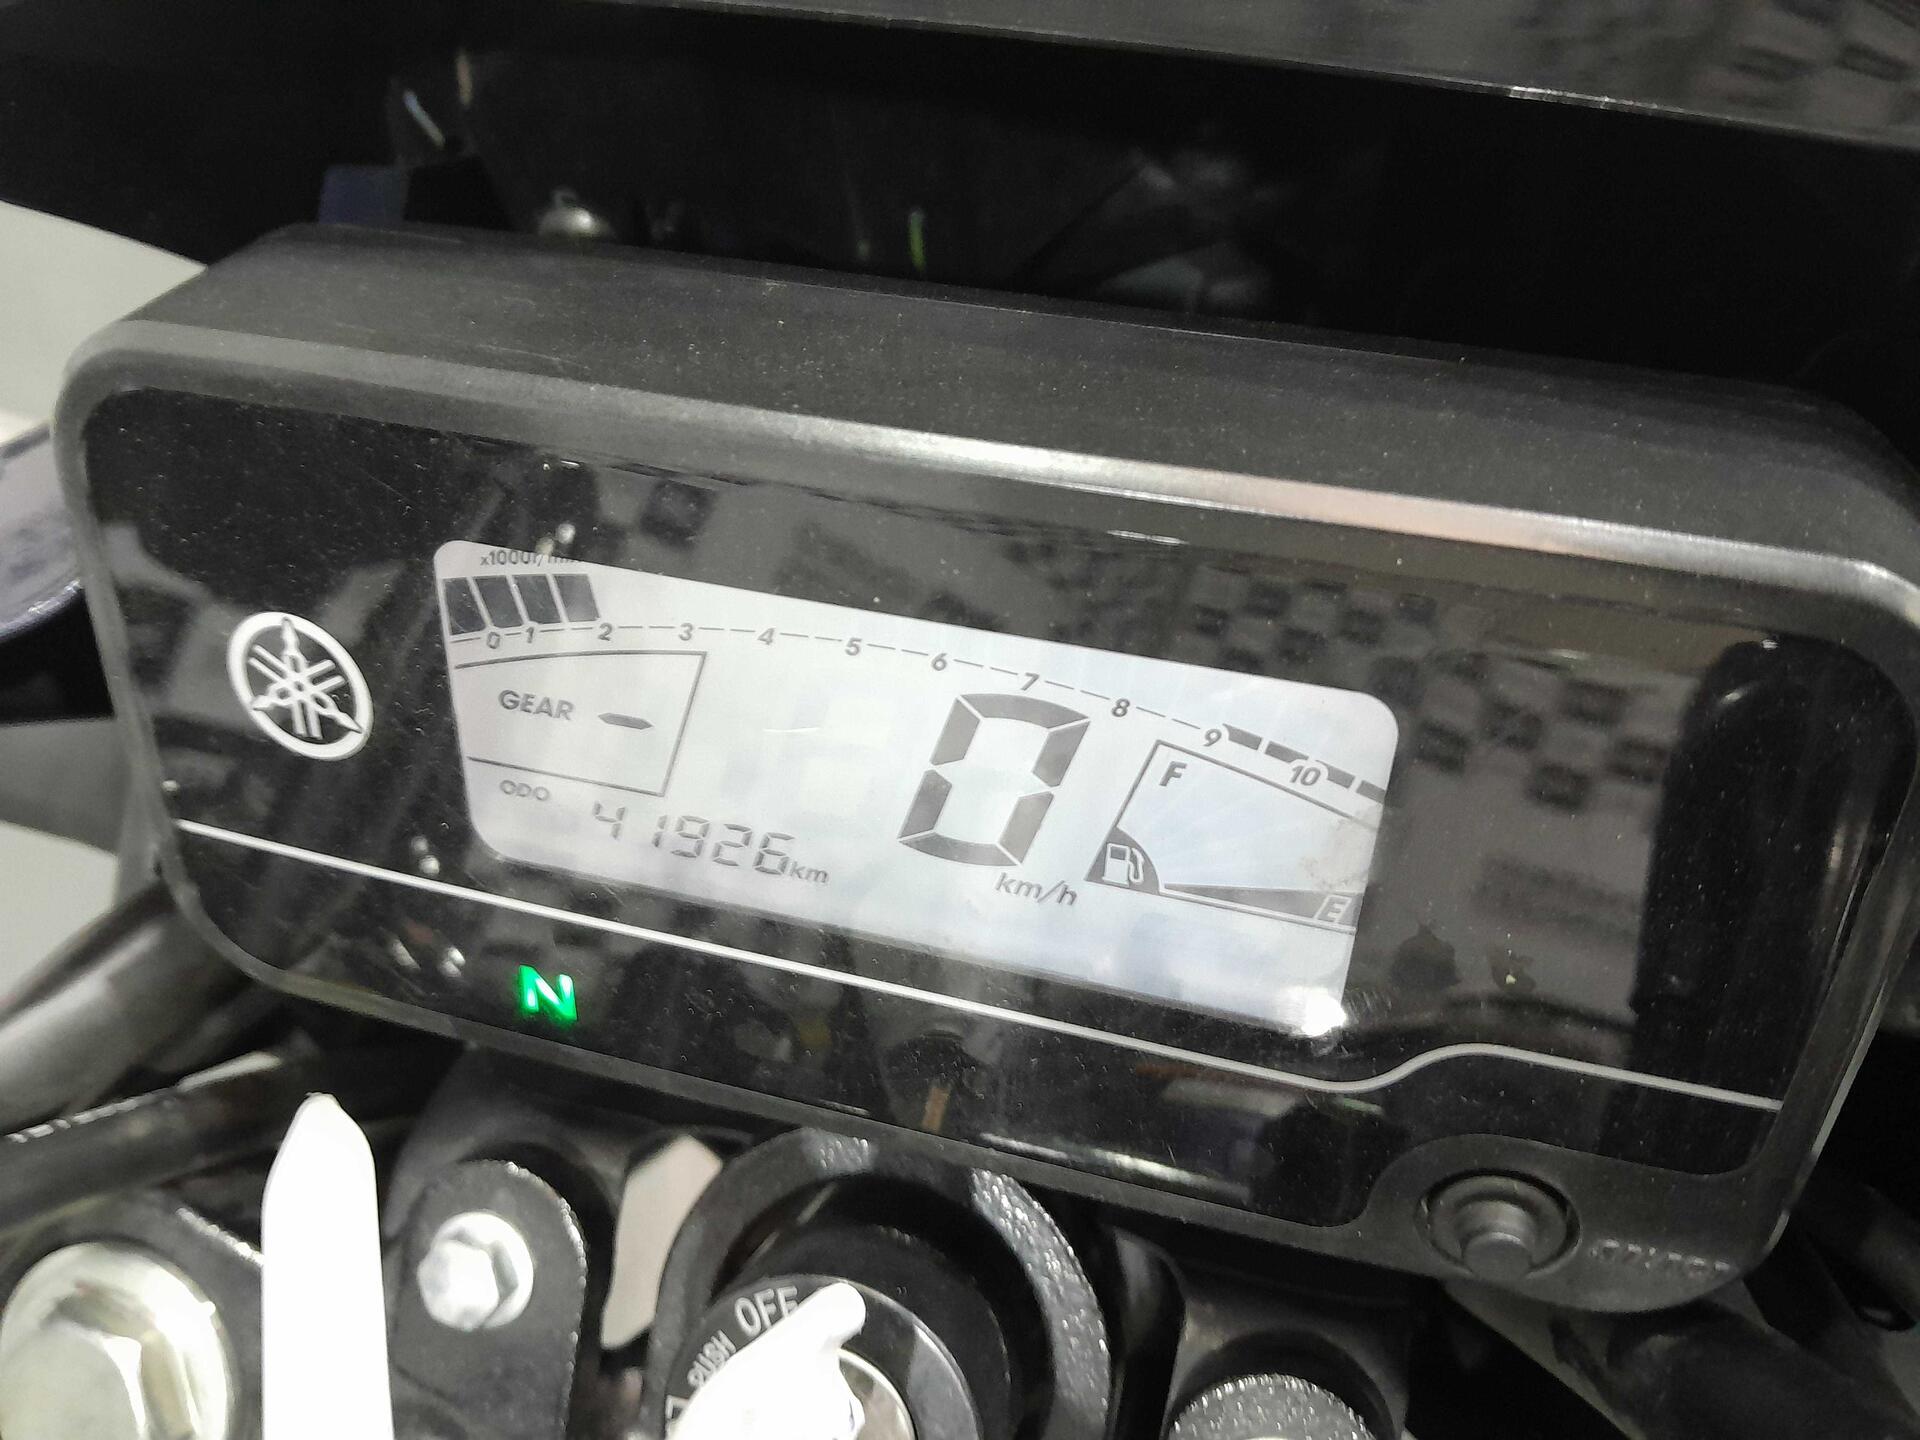 x1000r/min
0 1 2 3 4 5 6 7 8 9 10
GEAR -
ODO
41926km
0
km/h
F
E
N
OFF
PUSH